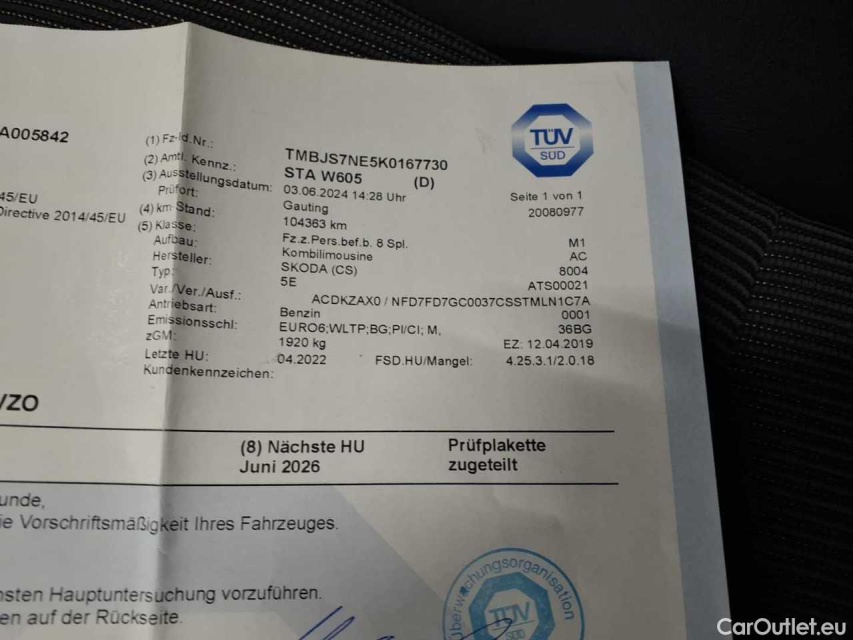 A005842
TÜV
SÜD
(1) Fz-Id.Nr.: TMBJS7NE5K0167730
(2) Amtl. Kennz.: STA W605 (D)
(3) Ausstellungsdatum: 03.06.2024 14:28 Uhr Seite 1 von 1
45/EU Prüfort: Gauting 20080977
Directive 2014/45/EU (4) km Stand: 104363 km
(5) Klasse: Fz.z.Pers.bef.b. 8 Spl. M1
Aufbau: Kombilimousine AC
Hersteller: SKODA (CS) 8004
Typ: 5E ATS00021
Var./Ver./Ausf.: ACDKZAX0 / NFD7FD7GC0037CSSTMLN1C7A
Antriebsart: Benzin 0001
Emissionsschl: EURO6;WLTP;BG;PI/CI; M, 36BG
zGM: 1920 kg EZ: 12.04.2019
Letzte HU: 04.2022 FSD.HU/Mangel: 4.25.3.1/2.0.18
Kundenkennzeichen:
VZO
(8) Nächste HU Prüfplakette
Juni 2026 zugeteilt
unde,
ie Vorschriftsmäßigkeit Ihres Fahrzeuges.
nsten Hauptuntersuchung vorzuführen.
en auf der Rückseite.
Überwachungsorganisation
TÜV
SÜD
CarOutlet.eu